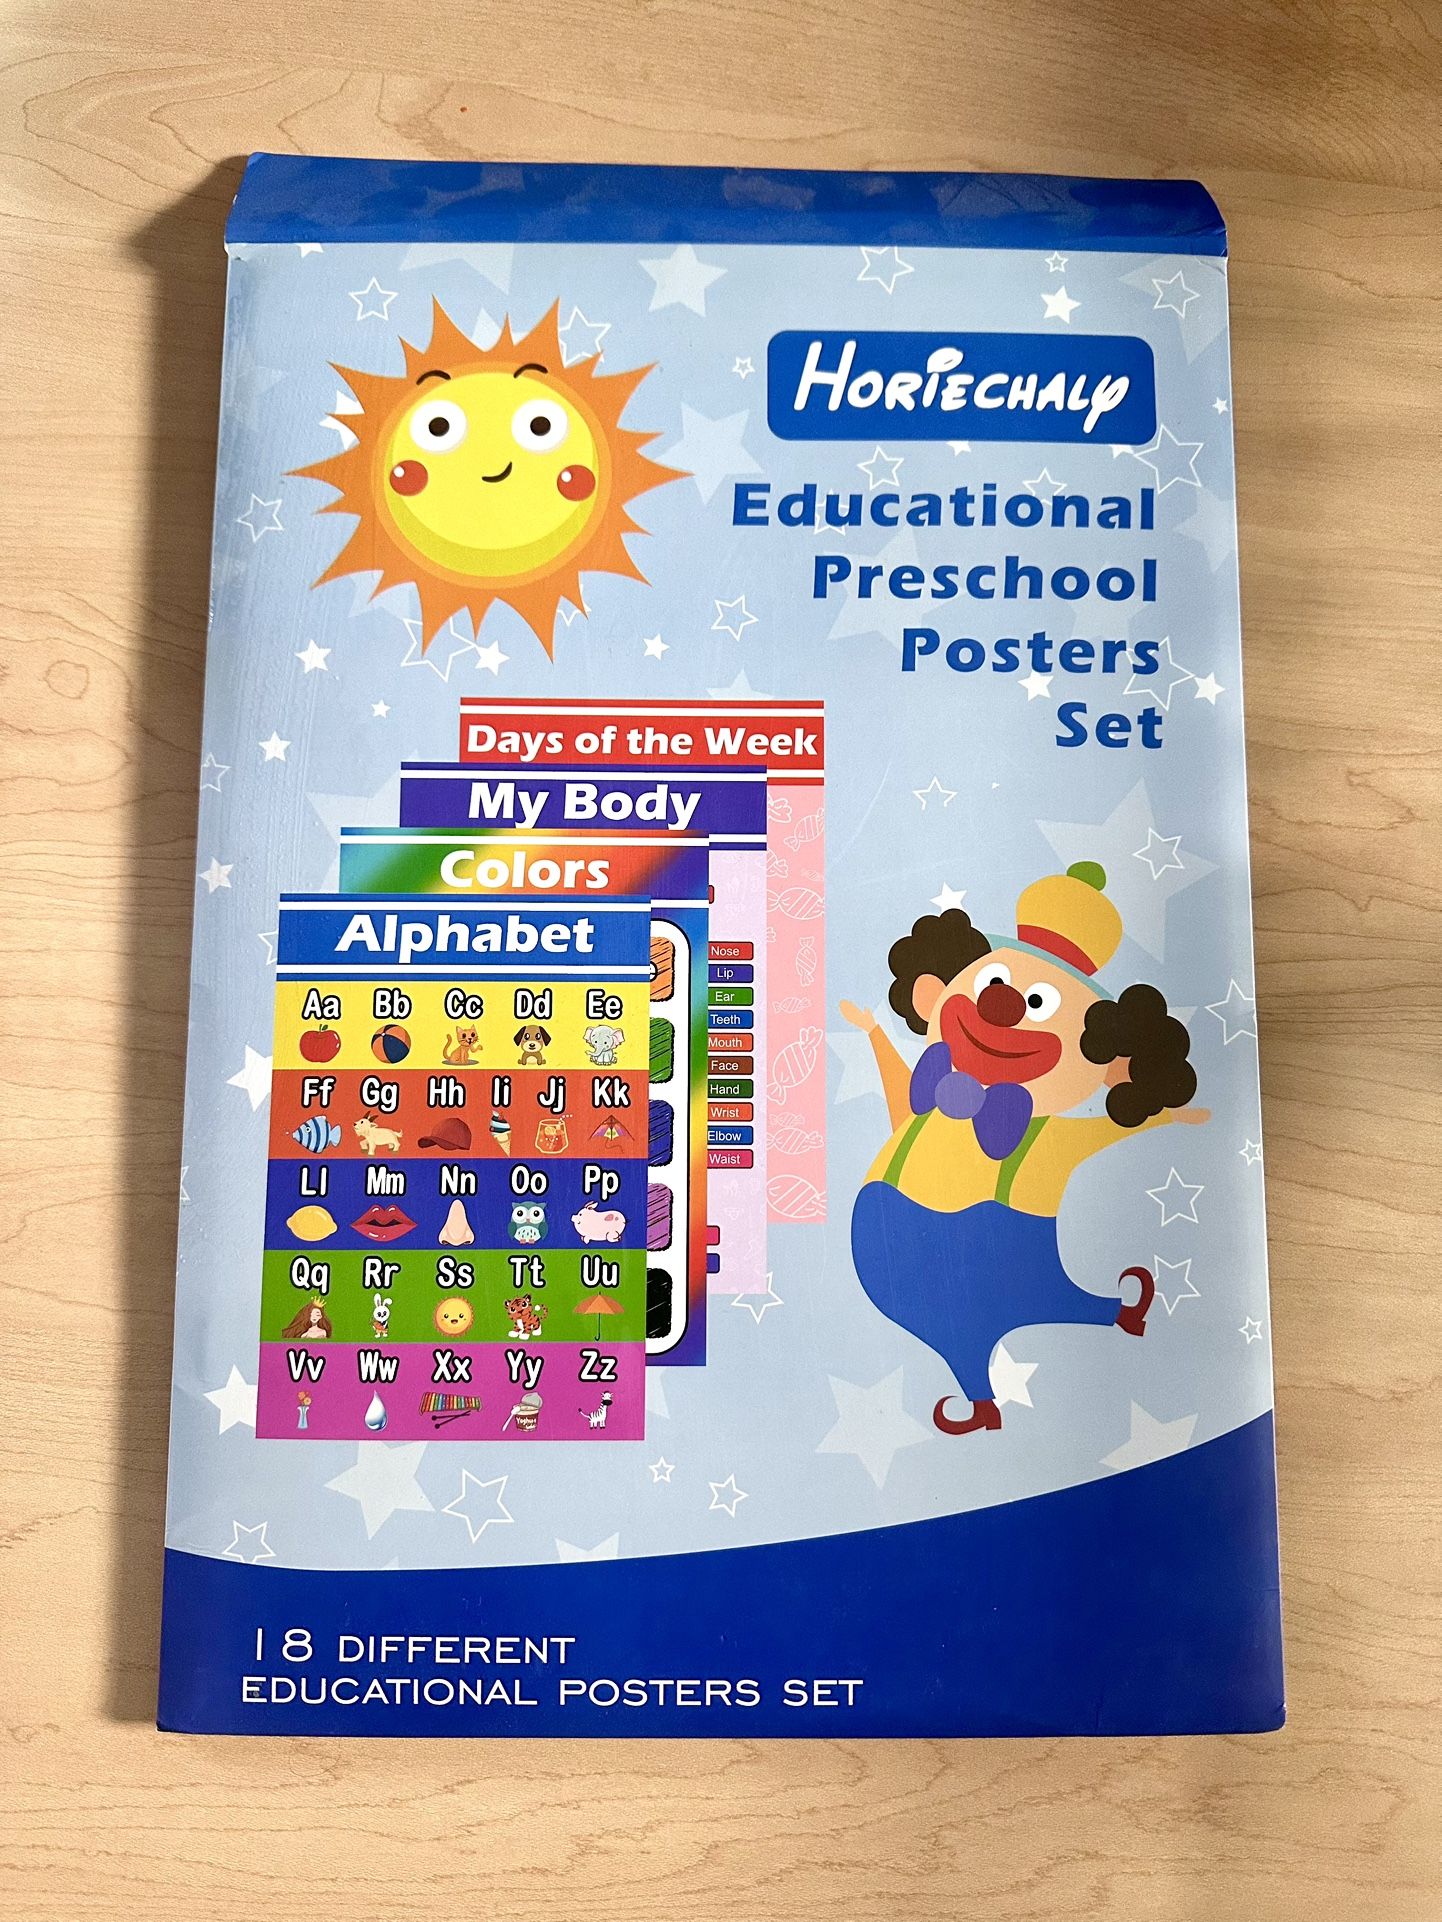 HORIECHALY
Educational
Preschool
Posters
Set
Days of the Week
My Body
Colors
Alphabet
Aa Bb Cc Dd Ee
Ff Gg Hh Ii Jj Kk
Ll Mm Nn Oo Pp
Qq Rr Ss Tt Uu
Vv Ww Xx Yy Zz
Yoghurt
e
Nose
Lip
Ear
Teeth
Mouth
Face
Hand
Wrist
Elbow
Waist
18 DIFFERENT
EDUCATIONAL POSTERS SET